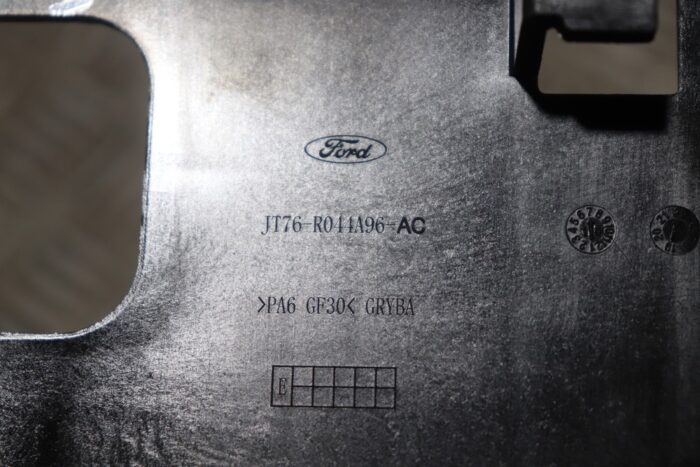 Ford
JT76-R044A96-AC
>PA6 GF30< GRYBA
E